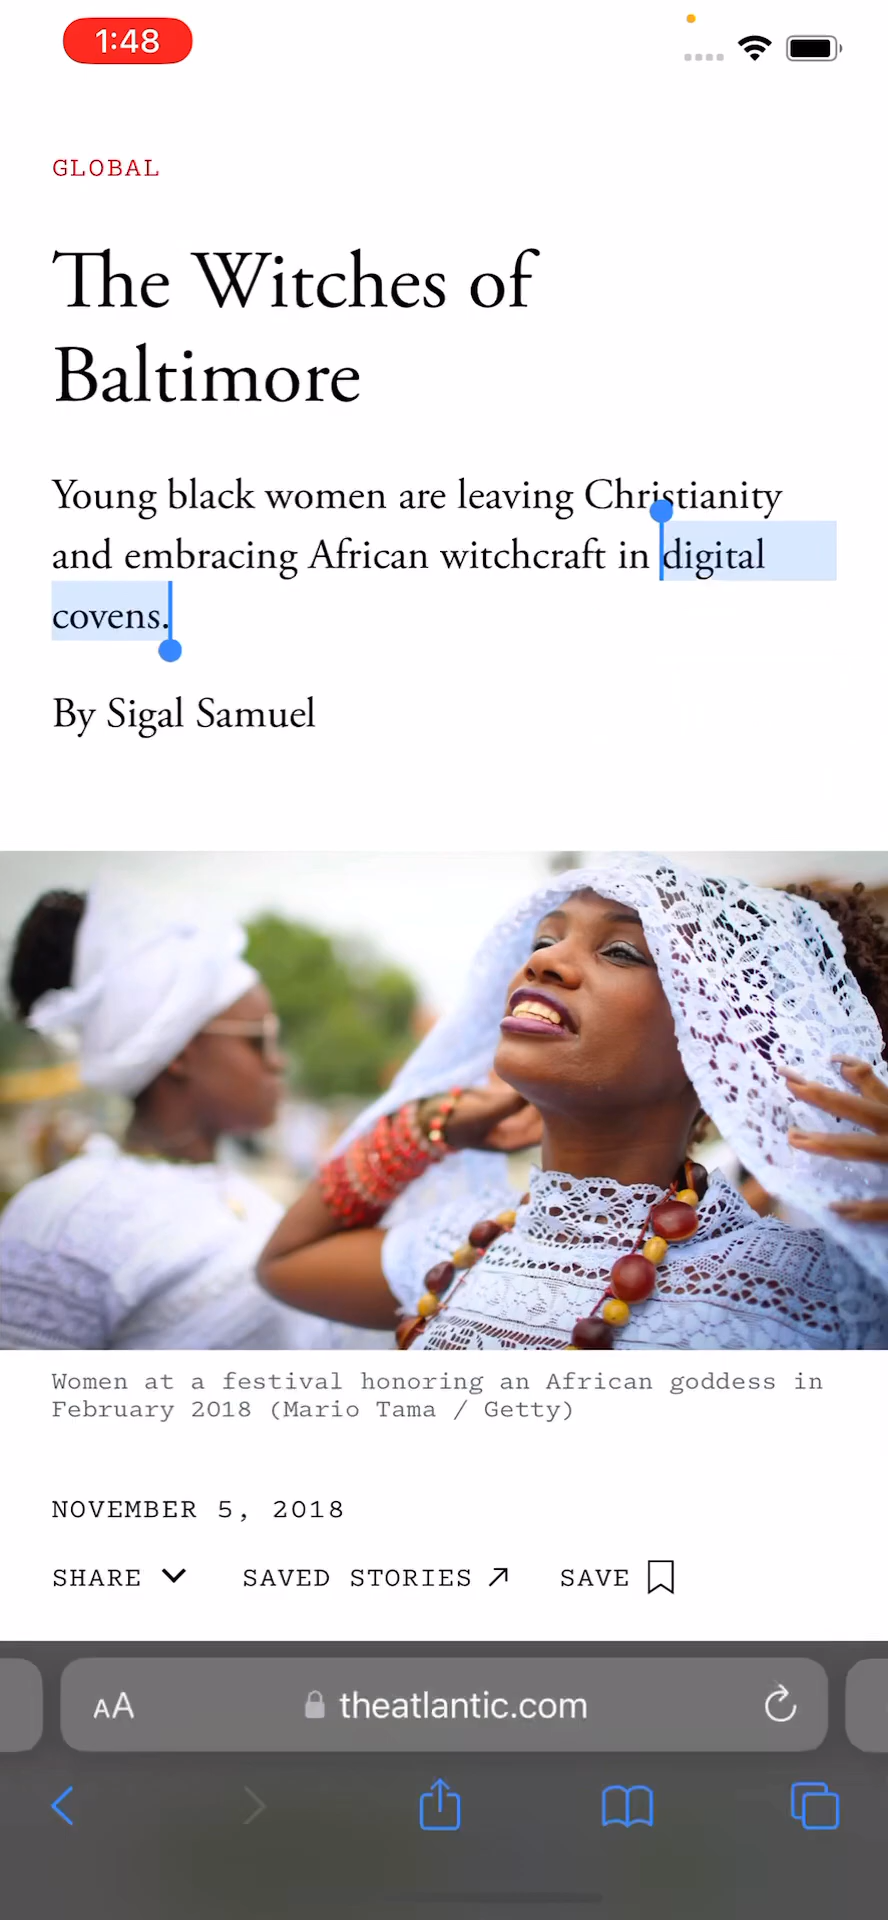 1:48
GLOBAL
The Witches of
Baltimore
Young black women are leaving Christianity
and embracing African witchcraft in digital
covens.
By Sigal Samuel
Women at a festival honoring an African goddess in
February 2018 (Mario Tama / Getty)
NOVEMBER 5, 2018
SHARE SAVED STORIES SAVE
AA theatlantic.com